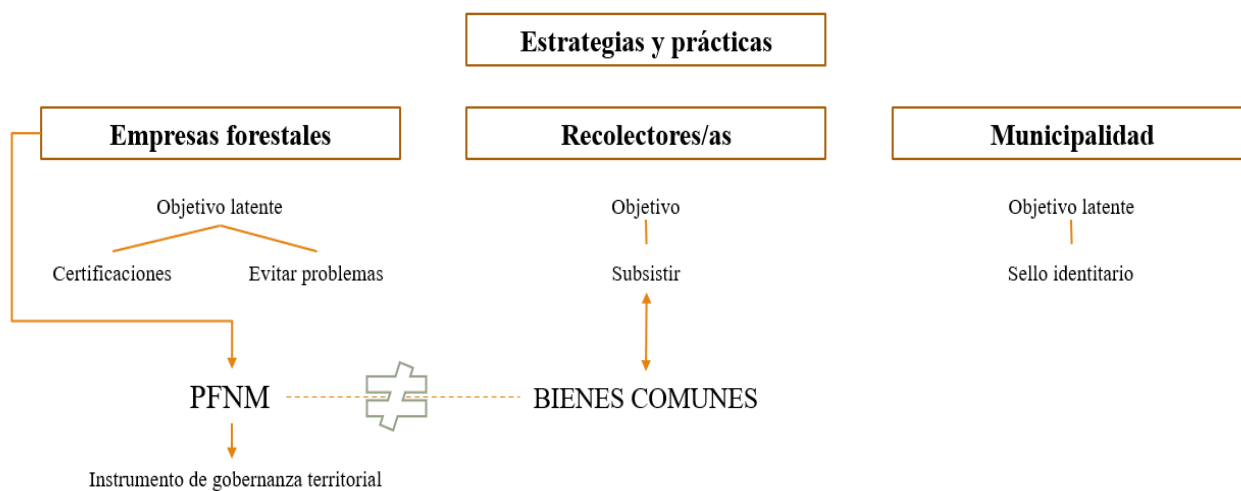 Estrategias y prácticas
Empresas forestales
Recolectores/as
Municipalidad
Objetivo latente
Objetivo
Objetivo latente
Certificaciones
Evitar problemas
Subsistir
Sello identitario
PFNM
≠
BIENES COMUNES
Instrumento de gobernanza territorial